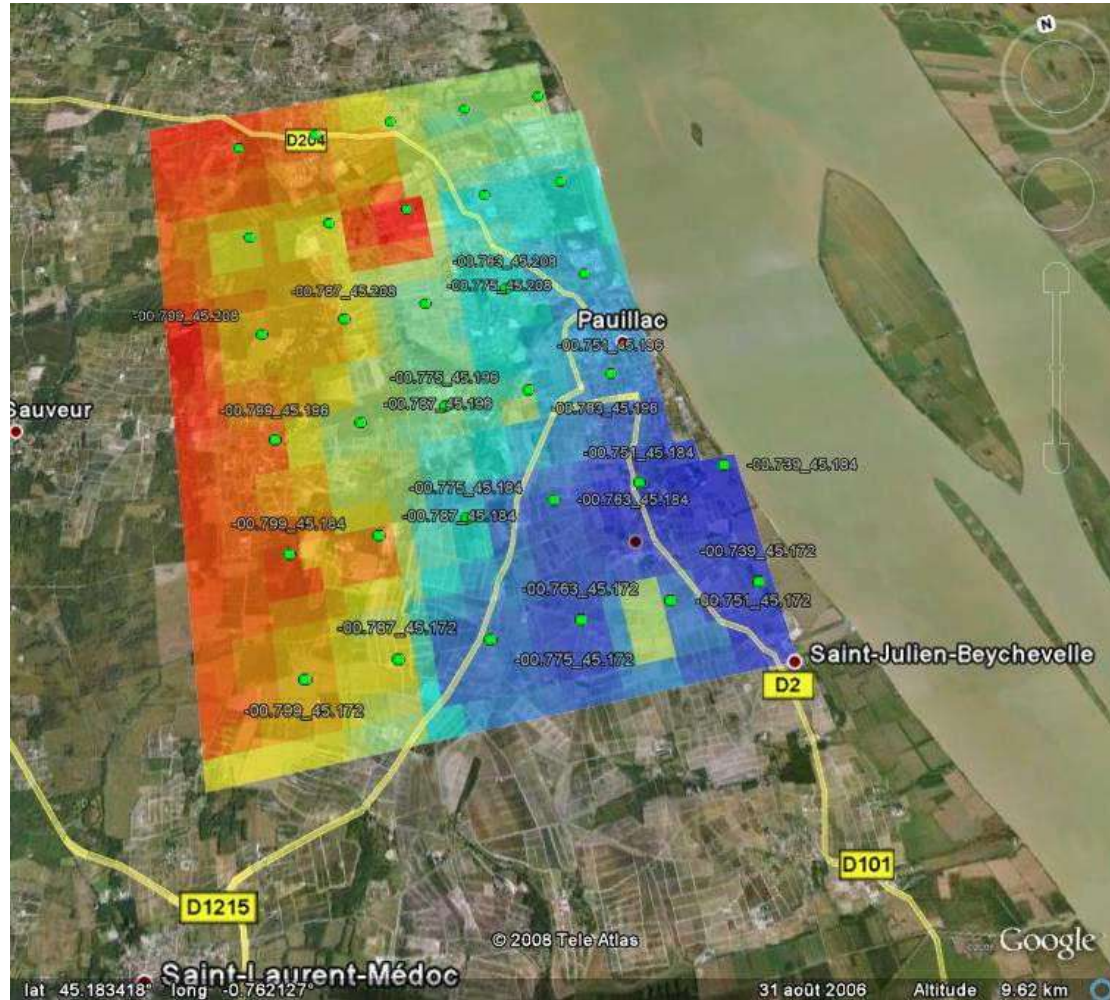 N
D204
-00.763_45.208
-00.775_45.208
-00.787_45.208
-00.799_45.208
Pauillac
-00.751_45.196
-00.775_45.196
-00.787_45.196
-00.763_45.196
-00.799_45.196
Sauveur
-00.751_45.184
-00.739_45.184
-00.775_45.184
-00.763_45.184
-00.787_45.184
-00.799_45.184
-00.739_45.172
-00.763_45.172
-00.751_45.172
-00.787_45.172
-00.775_45.172
Saint-Julien-Beychevelle
D2
-00.799_45.172
D101
D1215
© 2008 Tele Atlas
Google
Saint-Laurent-Médoc
lat 45.183418° long -0.762127° 31 août 2006 Altitude 9.62 km